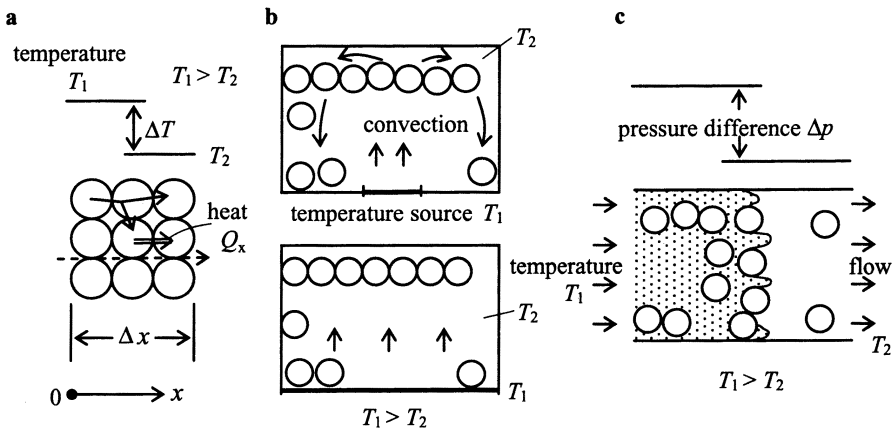 a
temperature
T1
T1 > T2
ΔT
T2
heat
Qx
Δx
0
x
b
T2
convection
temperature source T1
T2
T1
T1 > T2
c
pressure difference Δp
temperature
T1
flow
T2
T1 > T2